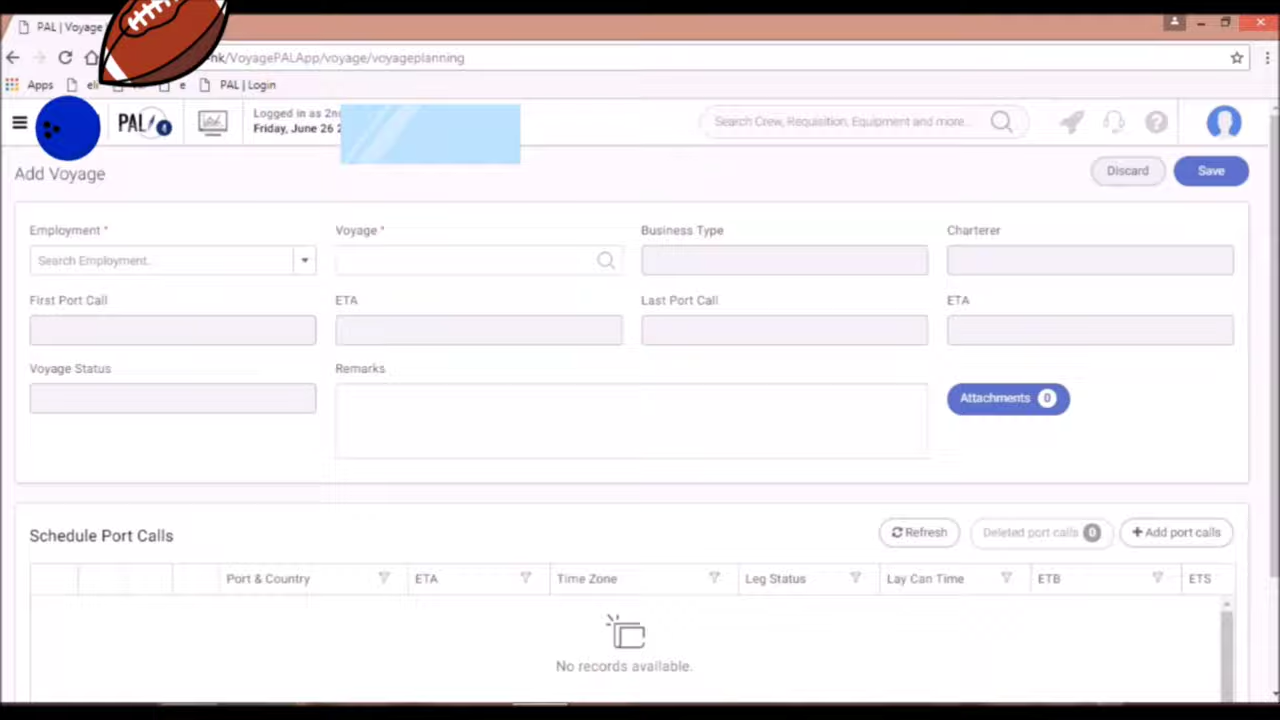 PAL | Voyage
nk/VoyagePALApp/voyage/voyageplanning
Apps
e
PAL | Login
PAL 4
Logged in as 2n
Friday, June 26 2
Search Crew, Requisition, Equipment and more...
Add Voyage
Discard
Save
Employment *
Voyage *
Business Type
Charterer
Search Employment..
First Port Call
ETA
Last Port Call
ETA
Voyage Status
Remarks
Attachments 0
Schedule Port Calls
Refresh
Deleted port calls 0
+ Add port calls
Port & Country
ETA
Time Zone
Leg Status
Lay Can Time
ETB
ETS
No records available.